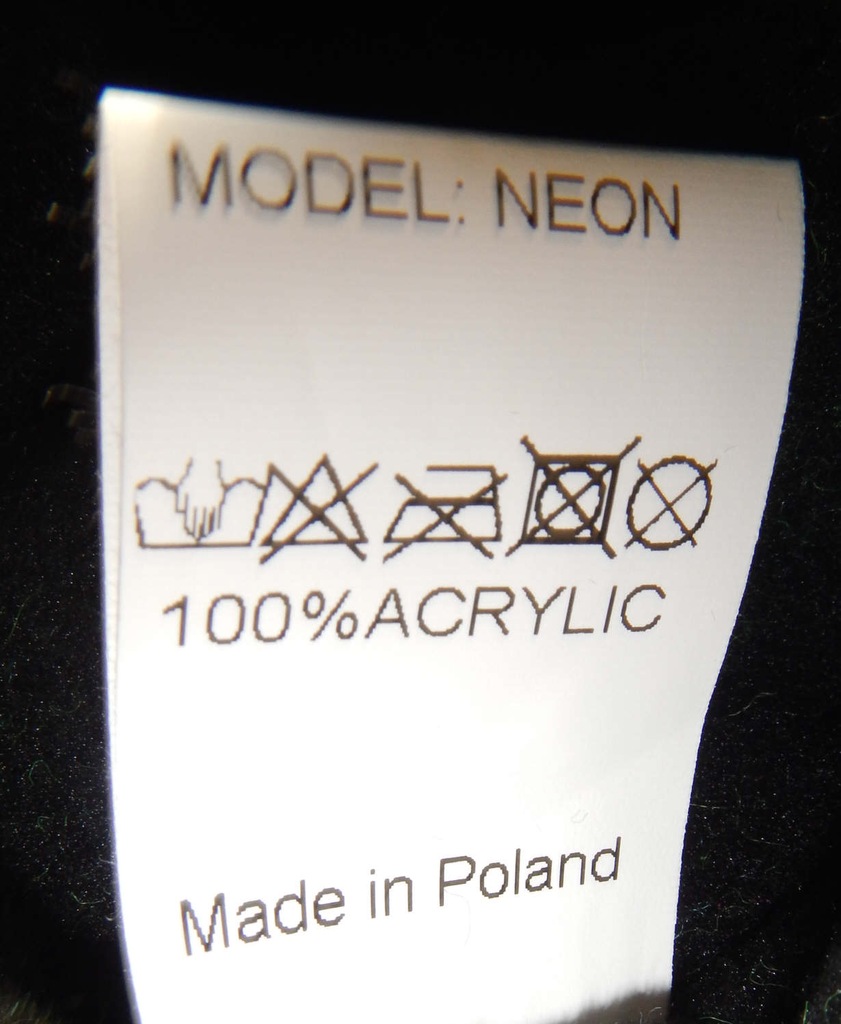 MODEL: NEON
100%ACRYLIC
Made in Poland